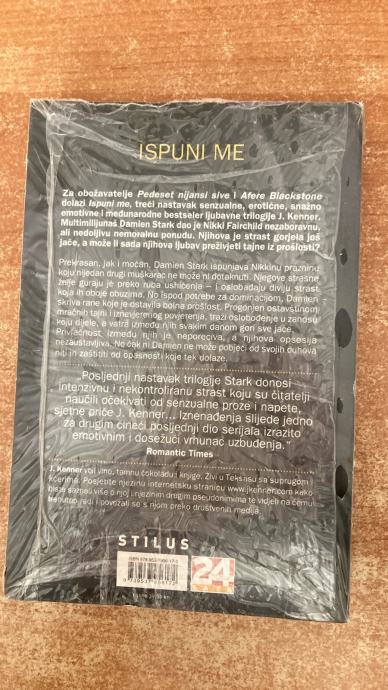 ISPUNI ME
Za obožavatelje Pedeset nijansi sive i Afere Blackstone
dolazi Ispuni me, treći nastavak senzualne, erotične, snažno
emotivne i međunarodne bestseler ljubavne trilogije J. Kenner.
Multimilijunaš Damien Stark dao je Nikki Fairchild nezaboravnu,
ali nedoljivu nemoralnu ponudu. Njihova je strast gorjela još
jače, a može li sada njihova ljubav preživjeti tajne iz prošlosti?
Prekrasan, jak i moćan, Damien Stark ispunjava Nikkinu prazninu
koju nijedan drugi muškarac ne može ni dotaknuti. Njegove strasne
želje guraju je preko ruba ushićenja – i oslobađaju divlju strast
koja ih oboje obuzima. No ispod potrebe za dominacijom, Damien
skriva rane koje je ostavila bolna prošlost. Progonjen ostavštinom
mračnih tajni i iznevjerenog povjerenja, traži oslobođenje u zanosu
koju dijele, a vatra između njih svakim danom gori sve jače.
Privlačnost između njih je neporeciva, a njihova opsesija
nezaustavljiva. No čak ni Damien ne može pobjeći od svojih duhova
niti in zaštititi od opasnosti koje tek dolaze.
Posljednji nastavak trilogije Stark donosi
intenzivnu i nekontroliranu strast koju su čitatelji
naučili očekivati od senzualne proze i napete,
sjetne priče J. Kenner... Iznenađenja slijede jedno
za drugim čineći posljednji dio serijala izrazito
emotivnim i dosežući vrhunac uzbuđenja."
Romantic Times
J. Kenner voli vino, tamnu čokoladu i knjige. Živi u Teksasu sa suprugom i
kćerima. Posjetite njezinu internetsku stranicu www.jkenner.com kako
biste saznali više o njoj i njezinim drugim pseudonimima te vidjeli na čemu
trenutno radi i povezali se s njom preko društvenih medija.
STILUS
24